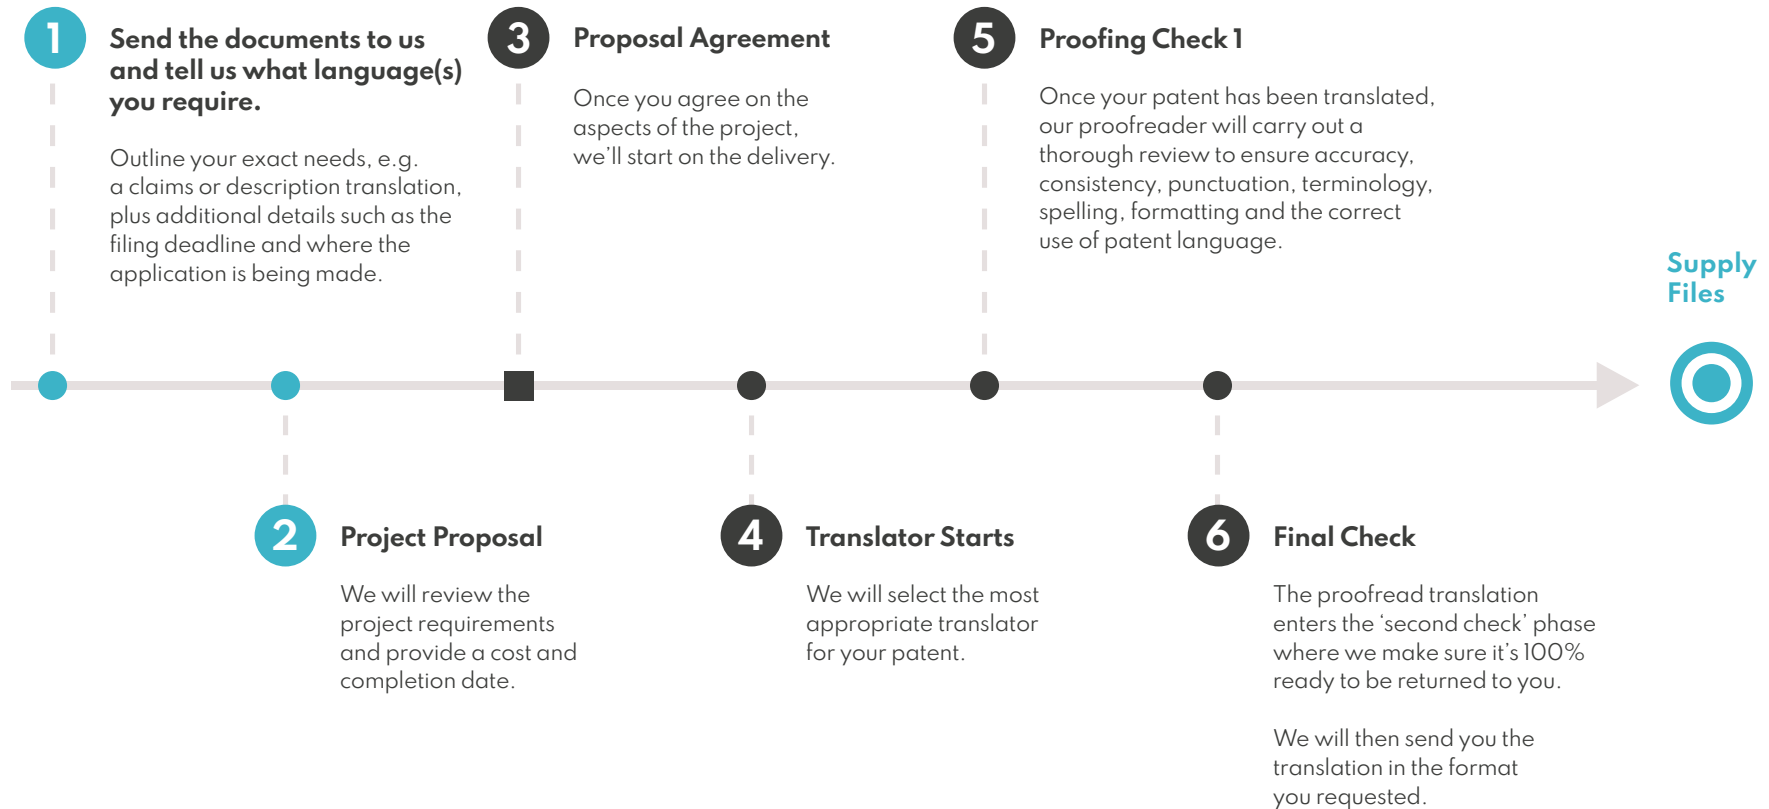 1
Send the documents to us
and tell us what language(s)
you require.
Outline your exact needs, e.g.
a claims or description translation,
plus additional details such as the
filing deadline and where the
application is being made.
2
Project Proposal
We will review the
project requirements
and provide a cost and
completion date.
3
Proposal Agreement
Once you agree on the
aspects of the project,
we’ll start on the delivery.
4
Translator Starts
We will select the most
appropriate translator
for your patent.
5
Proofing Check 1
Once your patent has been translated,
our proofreader will carry out a
thorough review to ensure accuracy,
consistency, punctuation, terminology,
spelling, formatting and the correct
use of patent language.
6
Final Check
The proofread translation
enters the ‘second check’ phase
where we make sure it’s 100%
ready to be returned to you.
We will then send you the
translation in the format
you requested.
Supply
Files